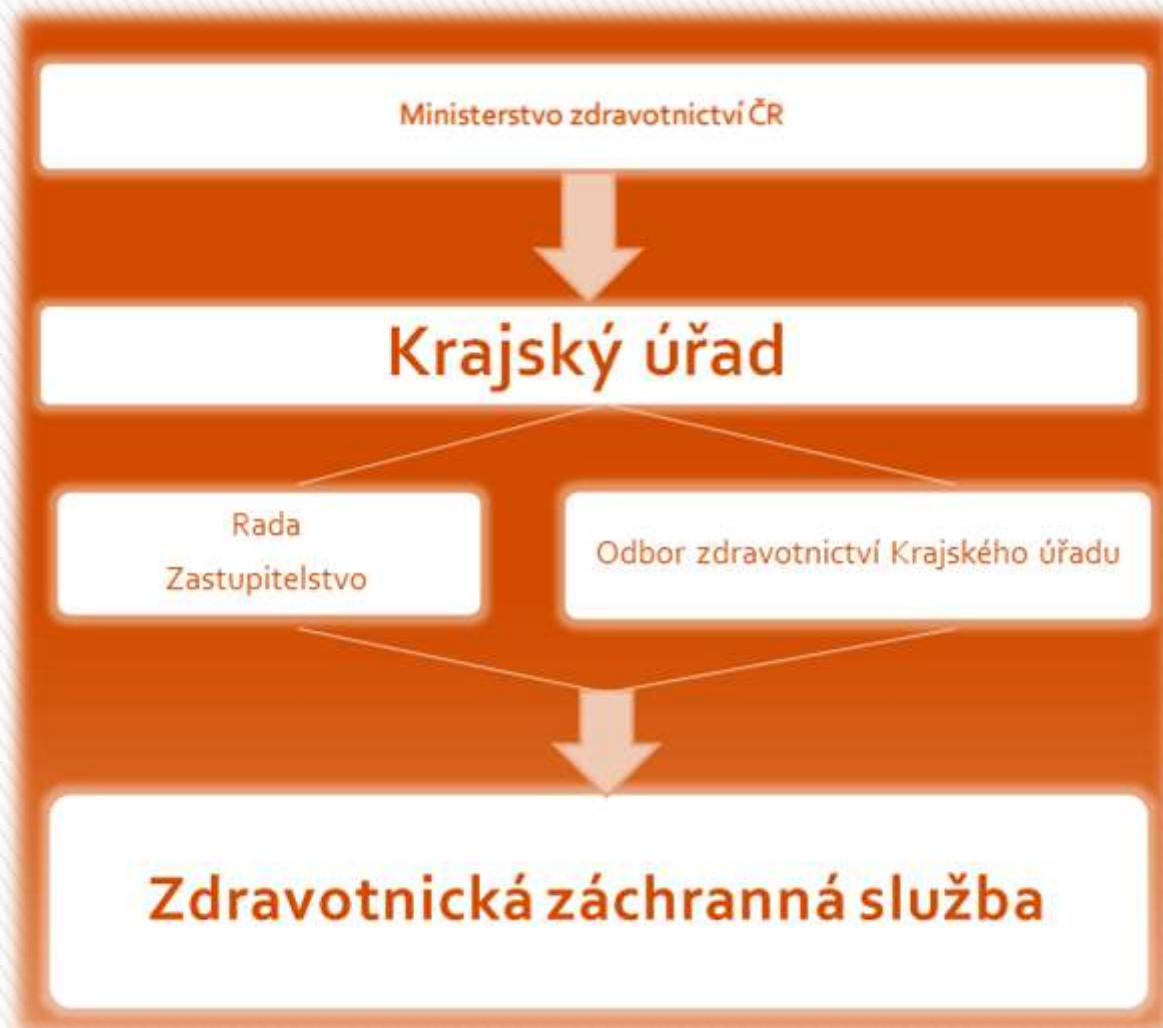 Ministerstvo zdravotnictví ČR
Krajský úřad
Rada
Zastupitelstvo
Odbor zdravotnictví Krajského úřadu
Zdravotnická záchranná služba